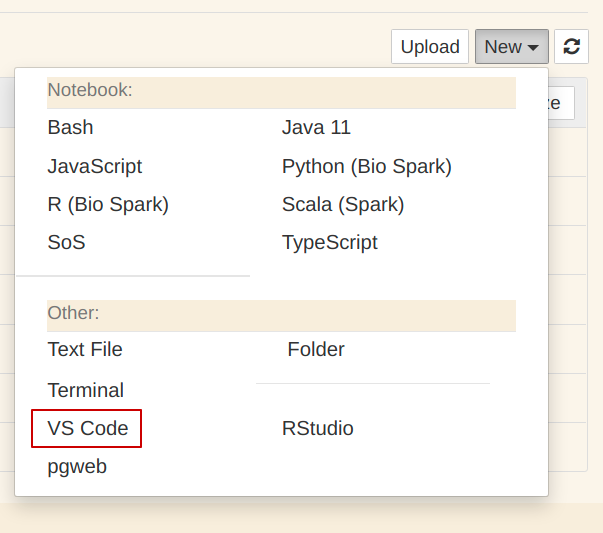 Upload New
ze
Notebook:
Bash Java 11
JavaScript Python (Bio Spark)
R (Bio Spark) Scala (Spark)
SoS TypeScript
Other:
Text File Folder
Terminal
VS Code RStudio
pgweb